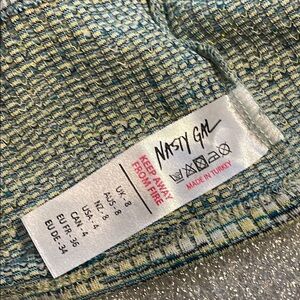 NASTY GAL
MADE IN TURKEY
KEEP AWAY
FROM FIRE
UK - 8
AUS - 8
NZ - 8
USA - 4
CAN - 4
EU FR - 36
EU DE - 34